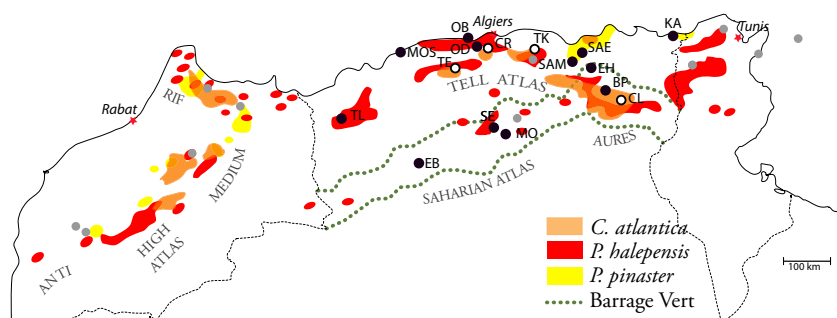 OB
Algiers
KA
Tunis
OD
CR
TK
SAE
MOS
TE
SAM
EH
TELL ATLAS
BP
CL
RIF
Rabat
TL
SE
MO
AURES
MEDIUM
EB
SAHARIAN ATLAS
HIGH
ATLAS
ANTI
C. atlantica
P. halepensis
P. pinaster
Barrage Vert
100 km